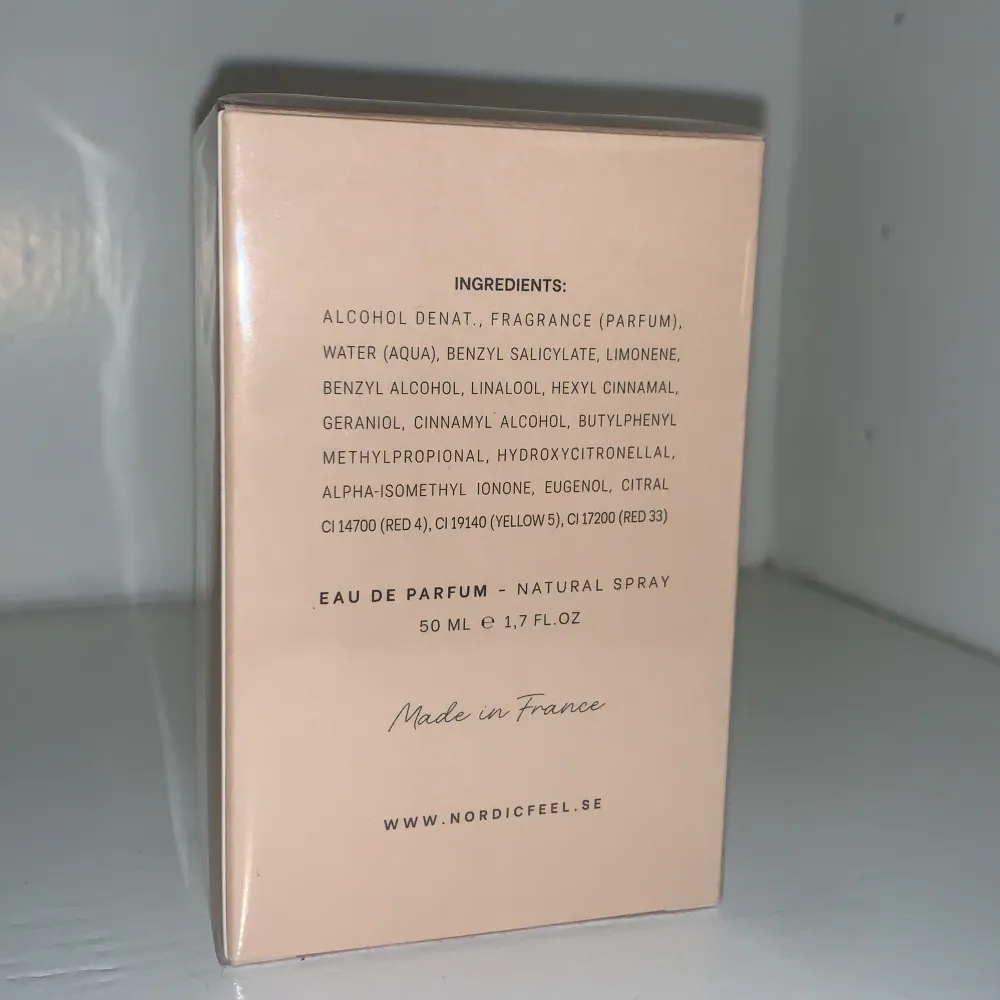 INGREDIENTS:
ALCOHOL DENAT., FRAGRANCE (PARFUM),
WATER (AQUA), BENZYL SALICYLATE, LIMONENE,
BENZYL ALCOHOL, LINALOOL, HEXYL CINNAMAL,
GERANIOL, CINNAMYL ALCOHOL, BUTYLPHENYL
METHYLPROPIONAL, HYDROXYCITRONELLAL,
ALPHA-ISOMETHYL IONONE, EUGENOL, CITRAL
CI 14700 (RED 4), CI 19140 (YELLOW 5), CI 17200 (RED 33)
EAU DE PARFUM - NATURAL SPRAY
50 ML ℮ 1,7 FL.OZ
Made in France
WWW.NORDICFEEL.SE